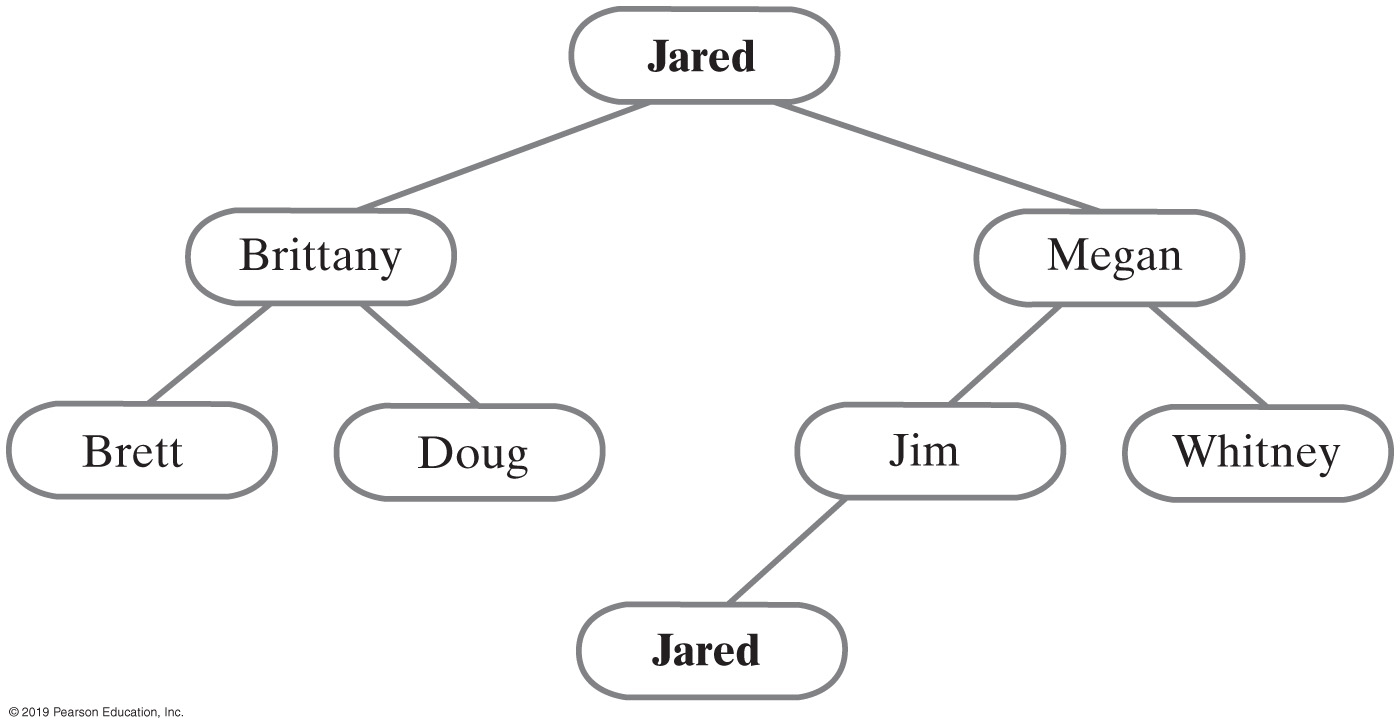 Jared
Brittany
Megan
Brett
Doug
Jim
Whitney
Jared
© 2019 Pearson Education, Inc.